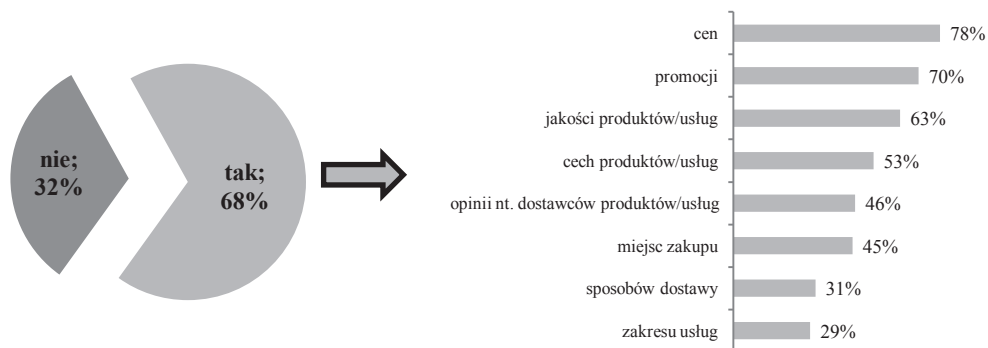 nie;
32%
tak;
68%
cen 78%
promocji 70%
jakości produktów/usług 63%
cech produktów/usług 53%
opinii nt. dostawców produktów/usług 46%
miejsc zakupu 45%
sposobów dostawy 31%
zakresu usług 29%